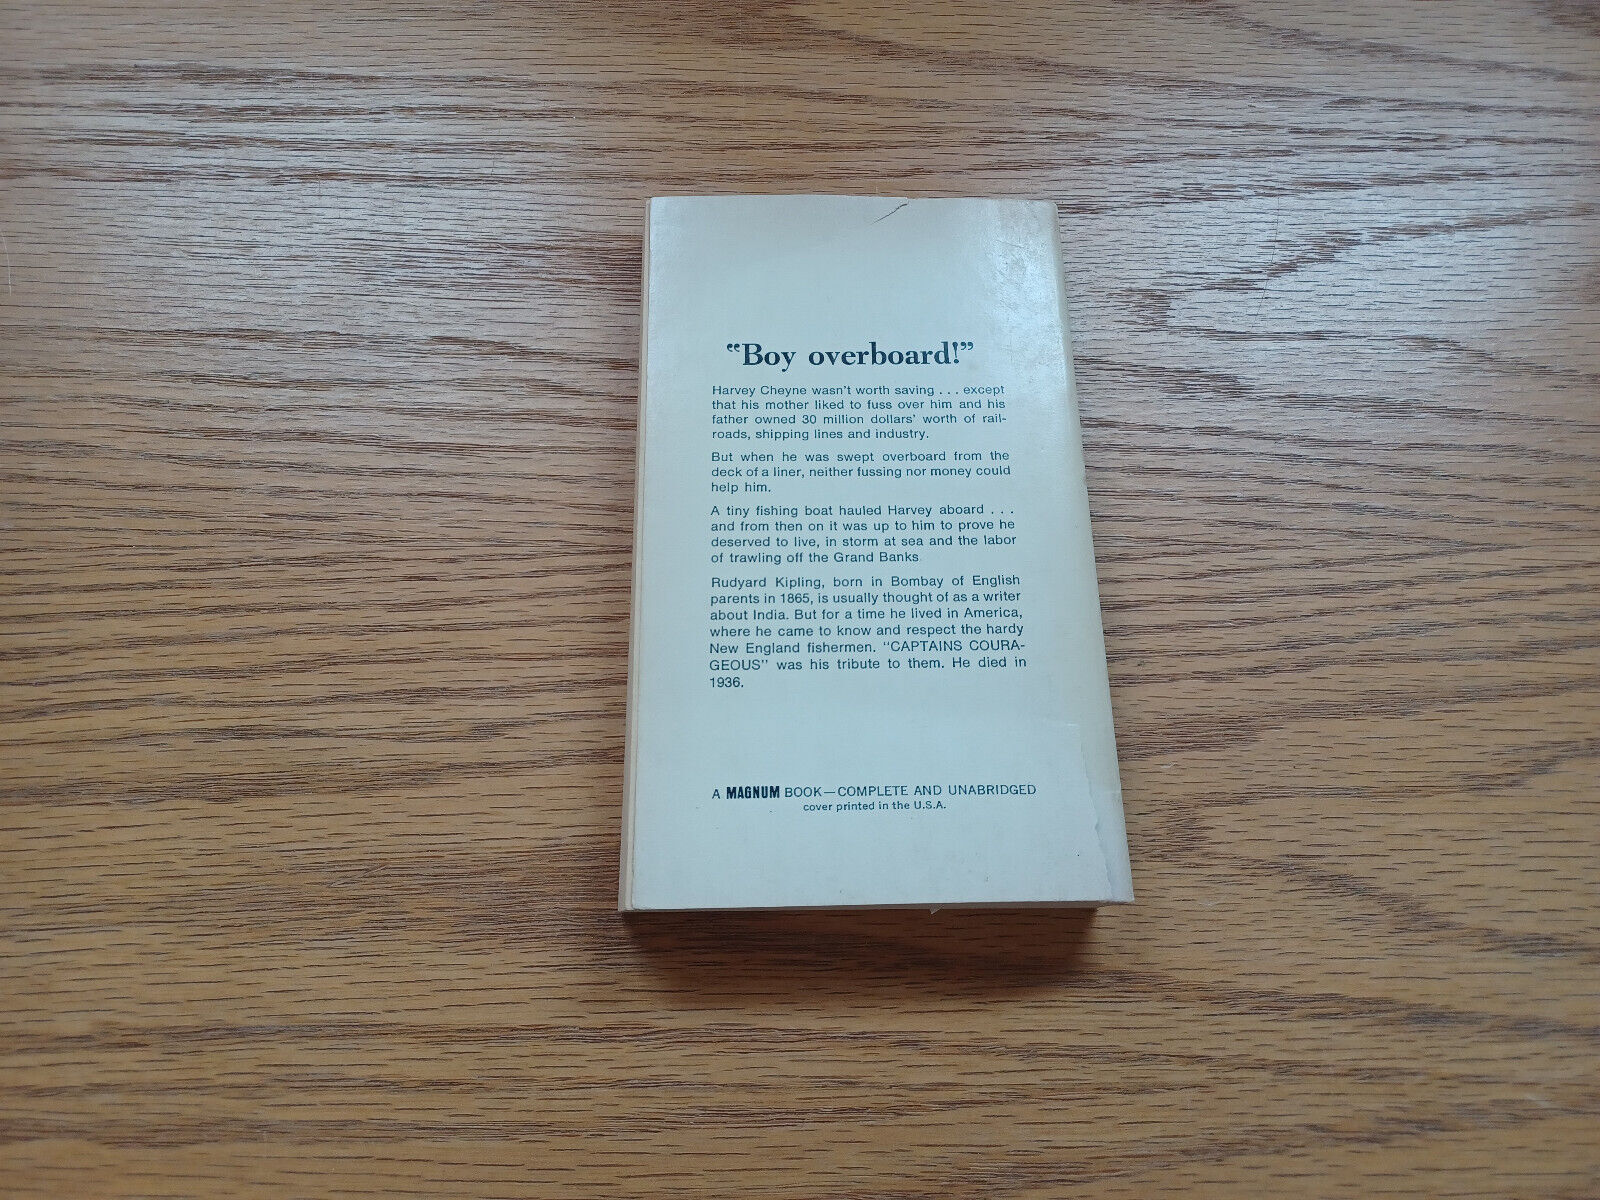 “Boy overboard!”
Harvey Cheyne wasn't worth saving . . . except
that his mother liked to fuss over him and his
father owned 30 million dollars' worth of rail-
roads, shipping lines and industry.
But when he was swept overboard from the
deck of a liner, neither fussing nor money could
help him.
A tiny fishing boat hauled Harvey aboard . . .
and from then on it was up to him to prove he
deserved to live, in storm at sea and the labor
of trawling off the Grand Banks.
Rudyard Kipling, born in Bombay of English
parents in 1865, is usually thought of as a writer
about India. But for a time he lived in America,
where he came to know and respect the hardy
New England fishermen. "CAPTAINS COURA-
GEOUS" was his tribute to them. He died in
1936.
A MAGNUM BOOK—COMPLETE AND UNABRIDGED
cover printed in the U.S.A.